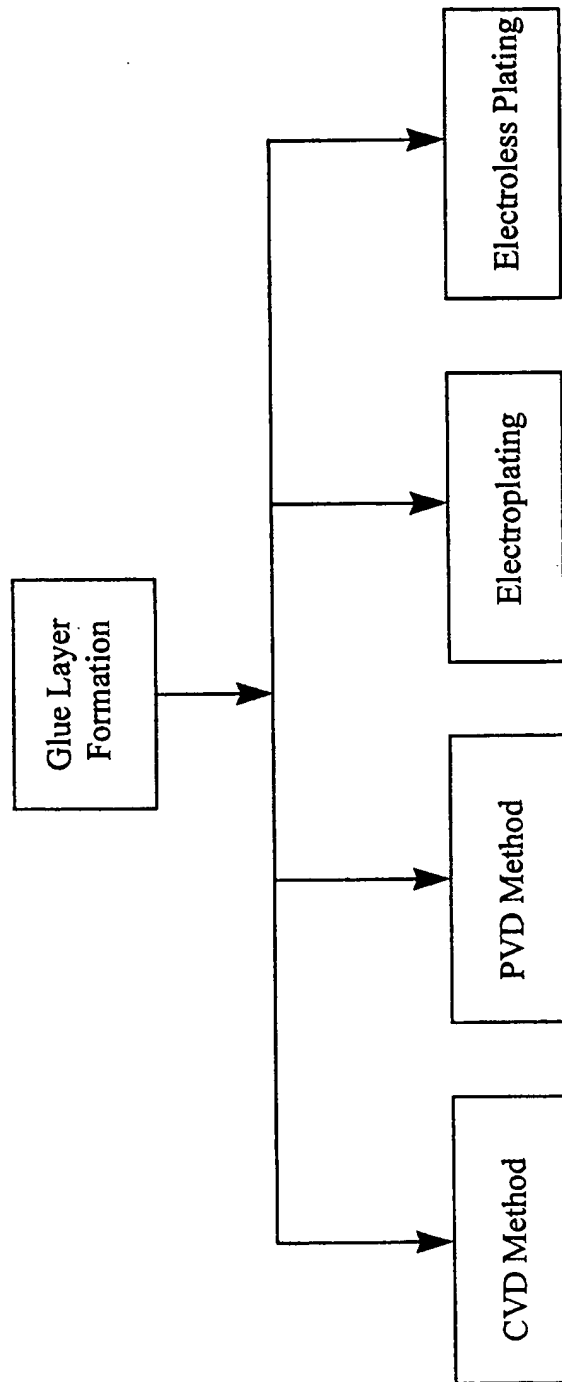 Glue Layer
Formation
CVD Method
PVD Method
Electroplating
Electroless Plating